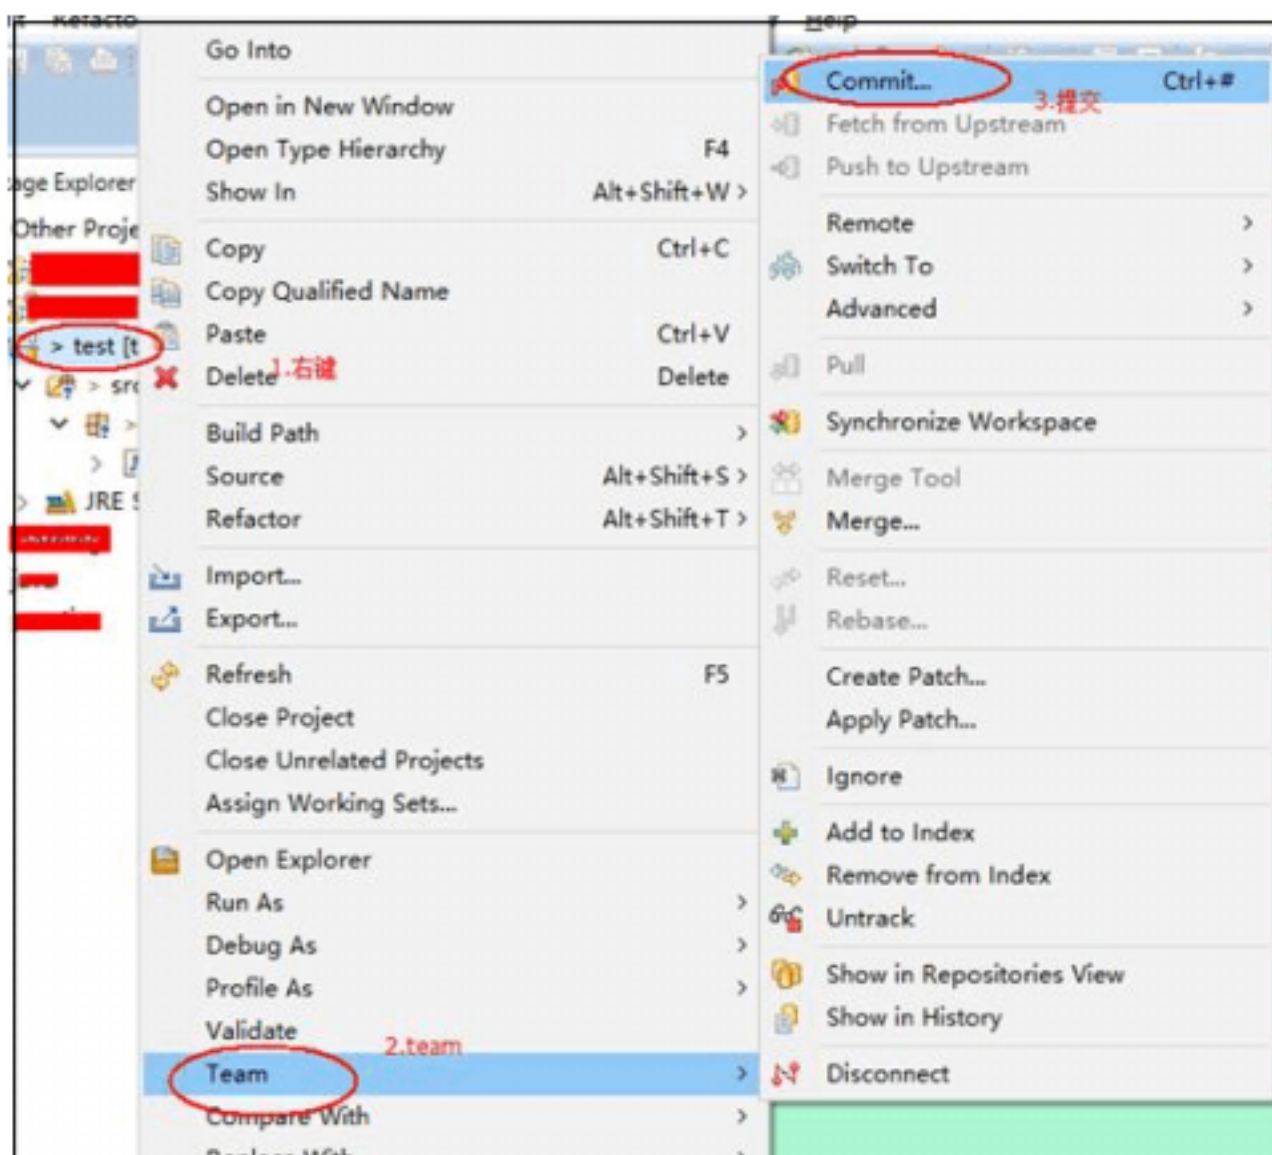 Refacto
Help
age Explorer
Other Proje
> test [t
> src
JRE S
Go Into
Open in New Window
Open Type Hierarchy F4
Show In Alt+Shift+W >
Copy Ctrl+C
Copy Qualified Name
Paste Ctrl+V
1.右键
Delete Delete
Build Path >
Source Alt+Shift+S >
Refactor Alt+Shift+T >
Import...
Export...
Refresh F5
Close Project
Close Unrelated Projects
Assign Working Sets...
Open Explorer
Run As >
Debug As >
Profile As >
Validate
2.team
Team >
Compare With >
Replace With
Commit... Ctrl+#
3.提交
Fetch from Upstream
Push to Upstream
Remote >
Switch To >
Advanced >
Pull
Synchronize Workspace
Merge Tool
Merge...
Reset...
Rebase...
Create Patch...
Apply Patch...
Ignore
Add to Index
Remove from Index
Untrack
Show in Repositories View
Show in History
Disconnect